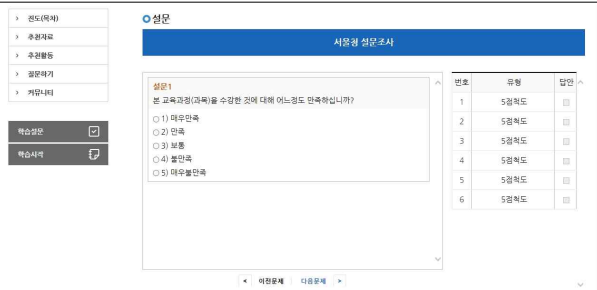 진도(목차)
추천자료
추천활동
질문하기
커뮤니티
학습설문
학습시작
설문
서울청 설문조사
설문1
본 교육과정(과목)을 수강한 것에 대해 어느정도 만족하십니까?
1) 매우만족
2) 만족
3) 보통
4) 불만족
5) 매우불만족
번호 유형 답안
1 5점척도
2 5점척도
3 5점척도
4 5점척도
5 5점척도
6 5점척도
이전문제 다음문제